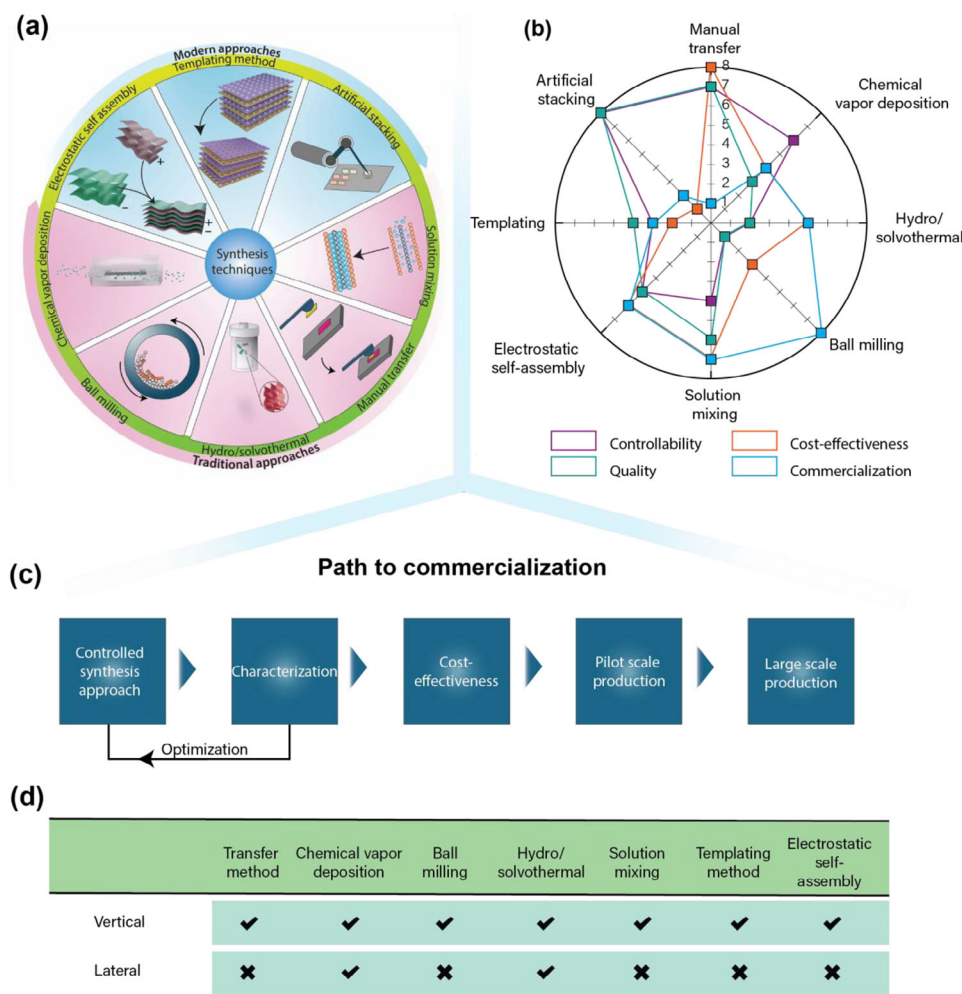 (a)
Modern approaches
Templating method
Artificial stacking
Solution mixing
Manual transfer
Hydro/solvothermal
Traditional approaches
Ball milling
Chemical vapor deposition
Electrostatic self assembly
+
−
+
−
Synthesis
techniques
(b)
Manual
transfer
Chemical
vapor deposition
Hydro/
solvothermal
Ball milling
Solution
mixing
Electrostatic
self-assembly
Templating
Artificial
stacking
8
7
6
5
4
3
2
1
Controllability
Cost-effectiveness
Quality
Commercialization
(c)
Path to commercialization
Controlled
synthesis
approach
Characterization
Cost-
effectiveness
Pilot scale
production
Large scale
production
Optimization
(d)
Transfer
method
Chemical vapor
deposition
Ball
milling
Hydro/
solvothermal
Solution
mixing
Templating
method
Electrostatic
self-
assembly
Vertical ✔ ✔ ✔ ✔ ✔ ✔ ✔
Lateral ✖ ✔ ✖ ✔ ✖ ✖ ✖